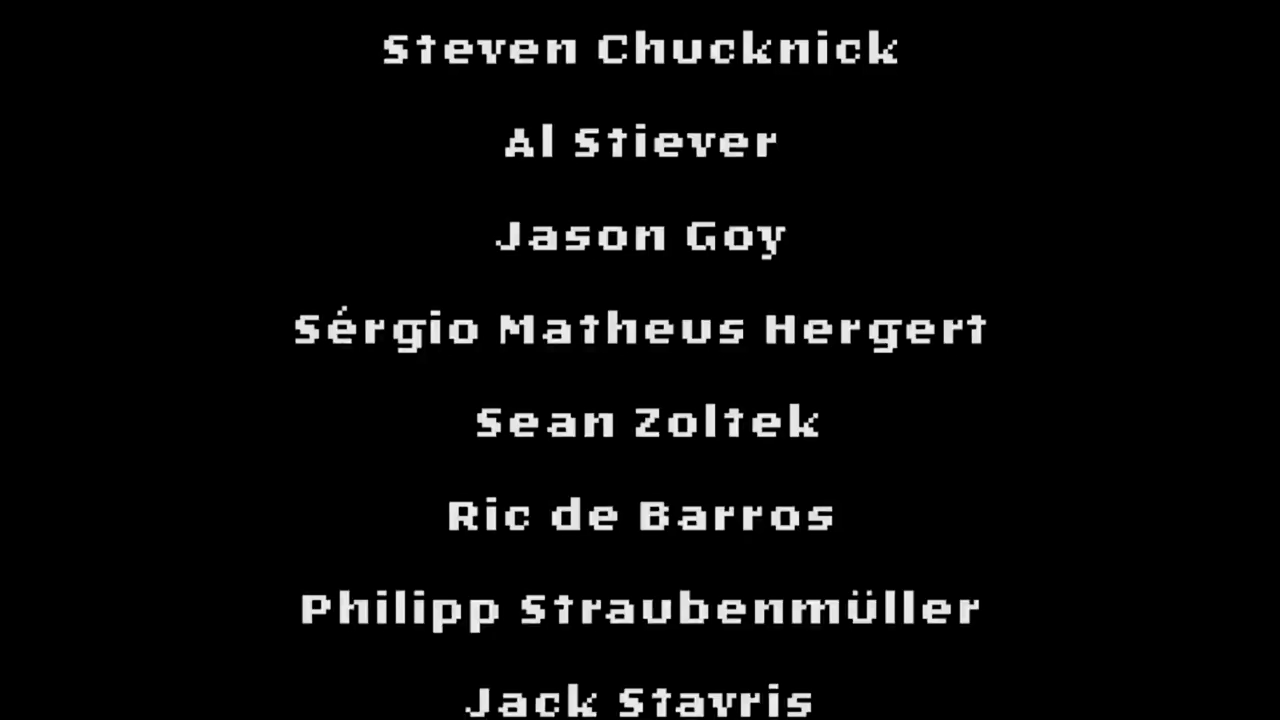 Steven Chucknick
Al Stiever
Jason Goy
Sérgio Matheus Hergert
Sean Zoltek
Ric de Barros
Philipp Straubenmüller
Jack Stavris